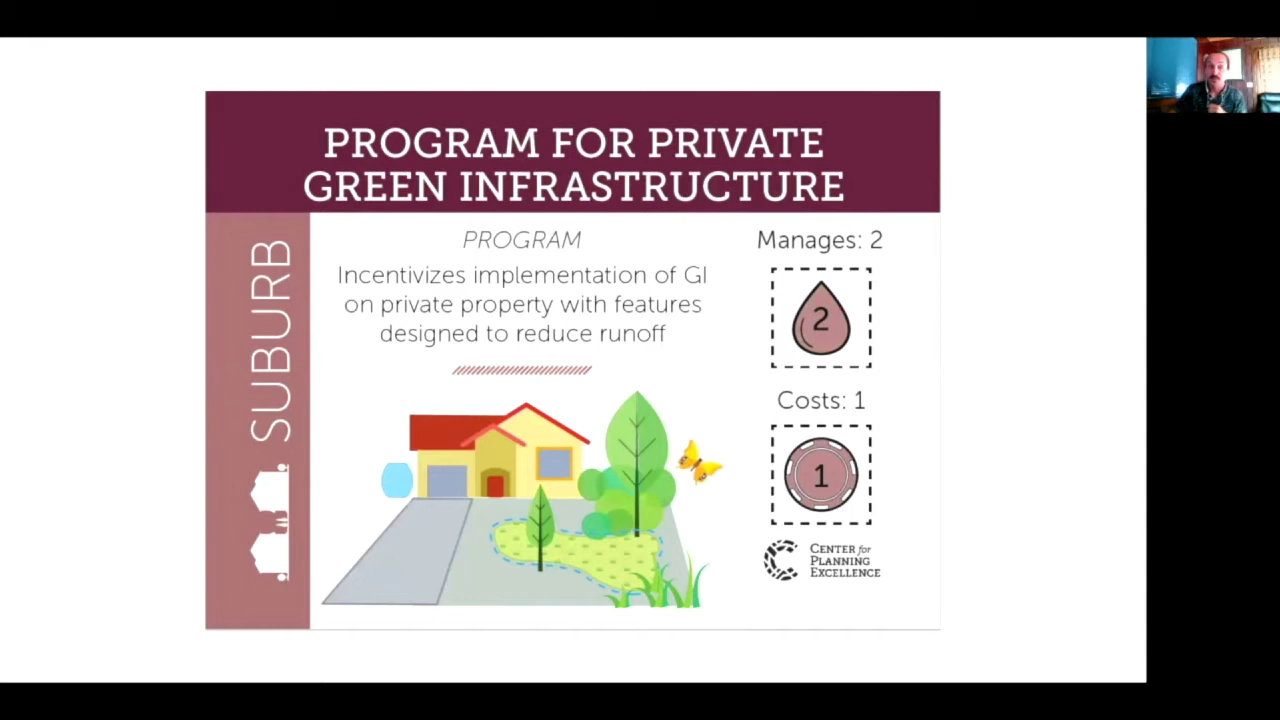 PROGRAM FOR PRIVATE
GREEN INFRASTRUCTURE
SUBURB
PROGRAM
Incentivizes implementation of GI
on private property with features
designed to reduce runoff
Manages: 2
2
Costs: 1
1
CENTER for
PLANNING
EXCELLENCE